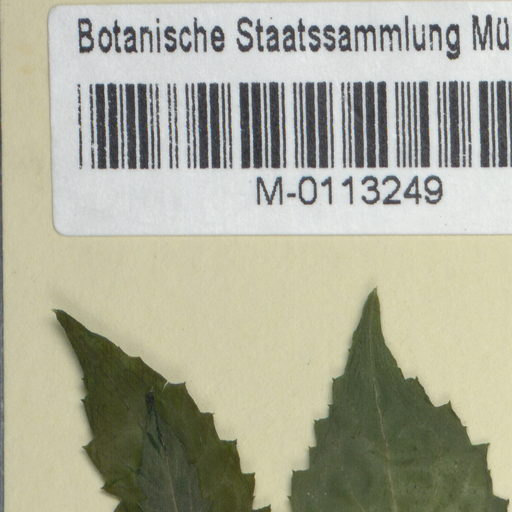 Botanische Staatssammlung Mü
M-0113249